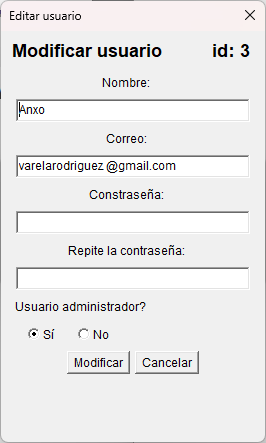 Editar usuario
Modificar usuario id: 3
Nombre:
Anxo
Correo:
varelarodriguez @gmail.com
Constraseña:
Repite la contraseña:
Usuario administrador?
Sí No
Modificar Cancelar